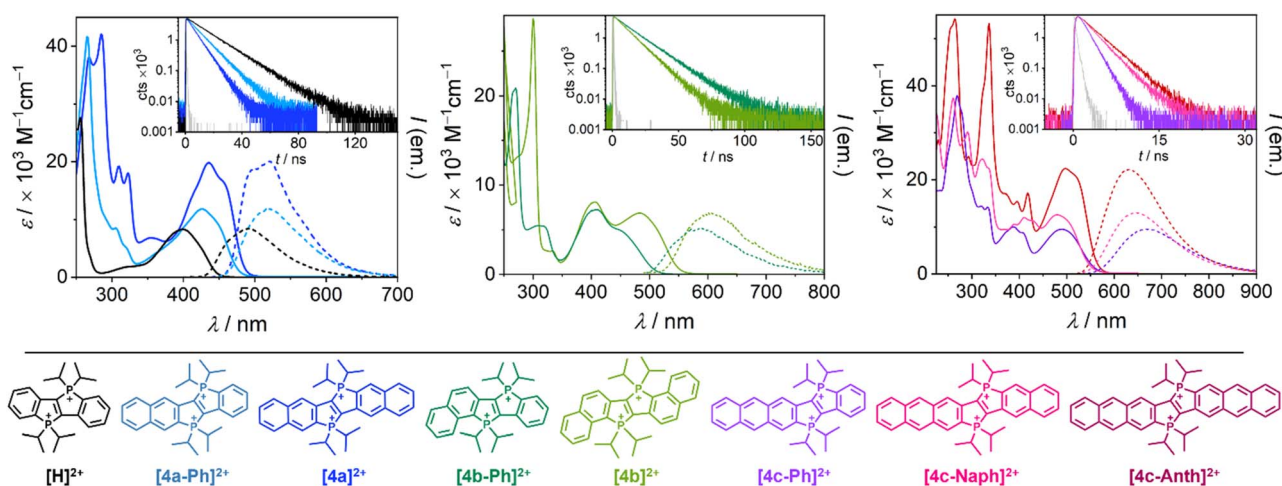 ε / × 10³ M⁻¹cm⁻¹
40
20
0
300 400 500 600 700
λ / nm
I (em.)
cts ×10³
1
0.1
0.01
0.001
0 40 80 120
t / ns
ε / × 10³ M⁻¹cm⁻¹
20
10
0
300 400 500 600 700 800
λ / nm
I (em.)
cts ×10³
1
0.1
0.01
0.001
0 50 100 150
t / ns
ε / × 10³ M⁻¹cm⁻¹
40
20
0
300 400 500 600 700 800 900
λ / nm
I (em.)
cts ×10³
1
0.1
0.01
0.001
0 15 30
t / ns
P+ P+ P+ P+ P+ P+ P+ P+
P+ P+ P+ P+ P+ P+ P+ P+
[H]²⁺ [4a-Ph]²⁺ [4a]²⁺ [4b-Ph]²⁺ [4b]²⁺ [4c-Ph]²⁺ [4c-Naph]²⁺ [4c-Anth]²⁺